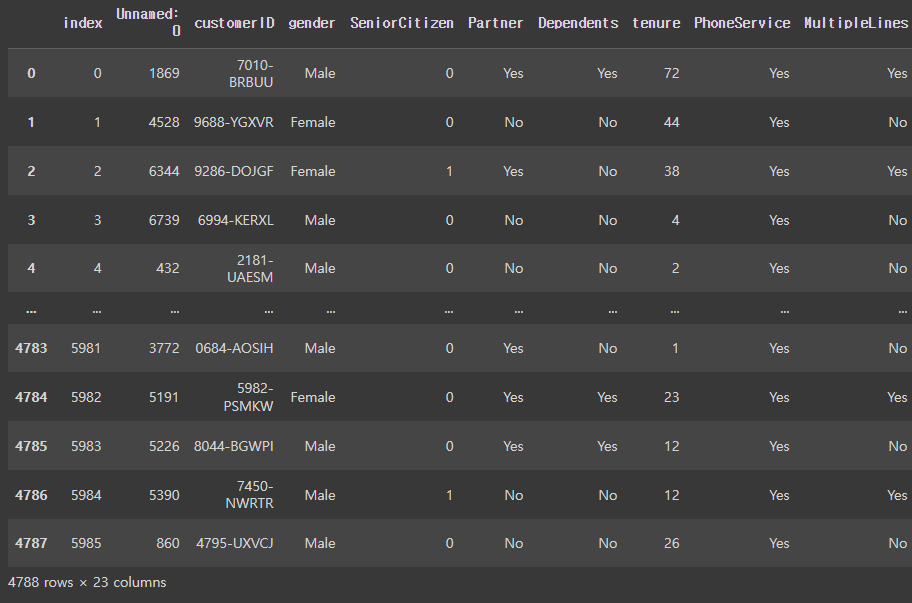 index Unnamed: 0 customerID gender SeniorCitizen Partner Dependents tenure PhoneService MultipleLines
0 0 1869 7010-BRBUU Male 0 Yes Yes 72 Yes Yes
1 1 4528 9688-YGXVR Female 0 No No 44 Yes No
2 2 6344 9286-DOJGF Female 1 Yes No 38 Yes Yes
3 3 6739 6994-KERXL Male 0 No No 4 Yes No
4 4 432 2181-UAESM Male 0 No No 2 Yes No
... ... ... ... ... ... ... ... ... ... ...
4783 5981 3772 0684-AOSIH Male 0 Yes No 1 Yes No
4784 5982 5191 5982-PSMKW Female 0 Yes Yes 23 Yes Yes
4785 5983 5226 8044-BGWPI Male 0 Yes Yes 12 Yes No
4786 5984 5390 7450-NWRTR Male 1 No No 12 Yes Yes
4787 5985 860 4795-UXVCJ Male 0 No No 26 Yes No
4788 rows × 23 columns